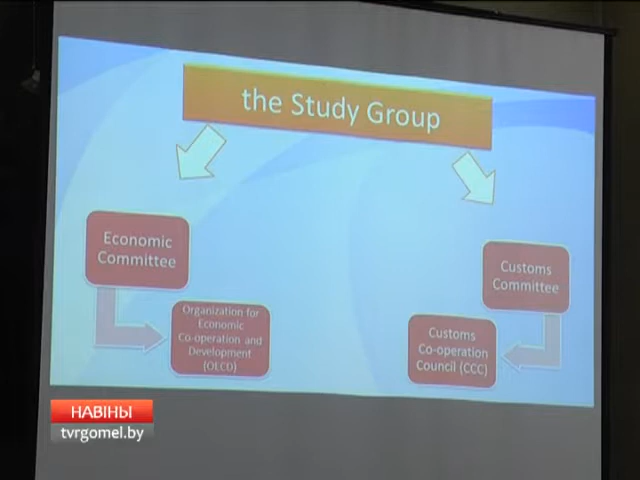 the Study Group
Economic
Committee
Customs
Committee
Organization for
Economic
Co-operation and
Development
(OLCD)
Customs
Co-operation
Council (CCC)
НАВІНЫ
tvrgomel.by